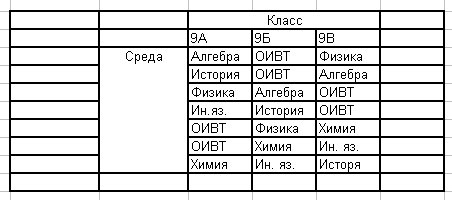 Класс
9А 9Б 9В
Среда Алгебра ОИВТ Физика
История ОИВТ Алгебра
Физика Алгебра ОИВТ
Ин.яз. История ОИВТ
ОИВТ Физика Химия
ОИВТ Химия Ин. яз.
Химия Ин. яз. Исторя